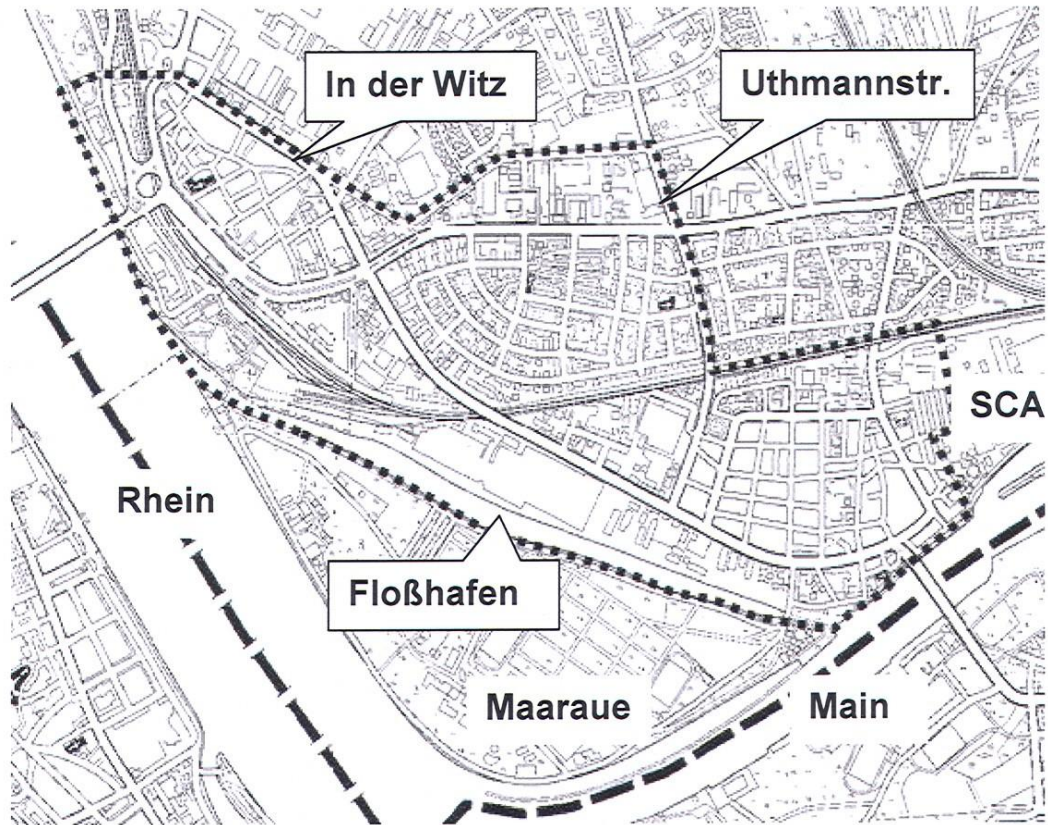 In der Witz
Uthmannstr.
SCA
Rhein
Floßhafen
Maaraue
Main